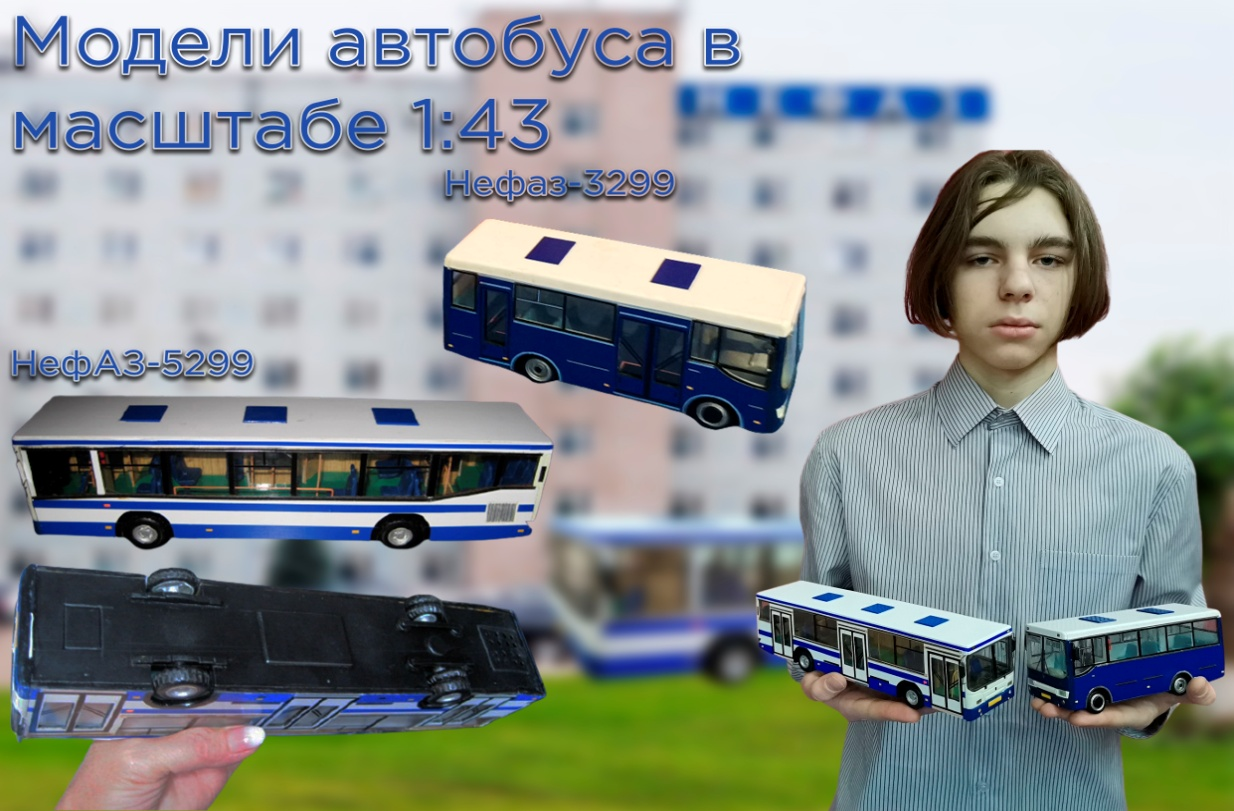 Модели автобуса в
масштабе 1:43
Нефаз-3299
НефАЗ-5299